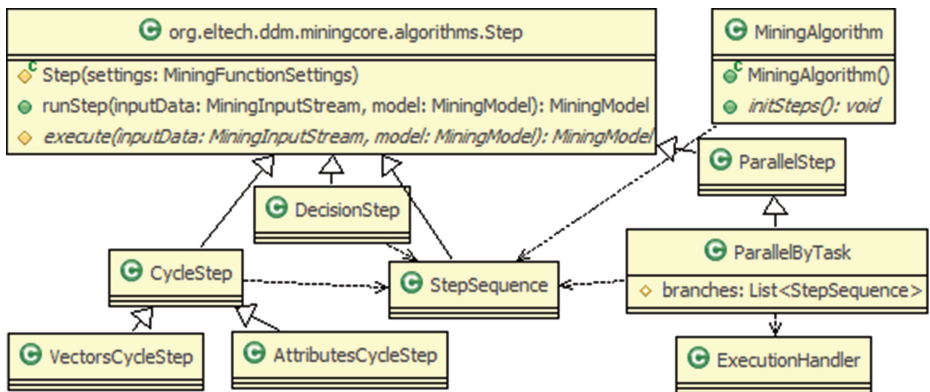 org.eltech.ddm.miningcore.algorithms.Step
Step(settings: MiningFunctionSettings)
runStep(inputData: MiningInputStream, model: MiningModel): MiningModel
execute(inputData: MiningInputStream, model: MiningModel): MiningModel
MiningAlgorithm
MiningAlgorithm()
initSteps(): void
ParallelStep
DecisionStep
ParallelByTask
branches: List<StepSequence>
CycleStep
StepSequence
VectorsCycleStep
AttributesCycleStep
ExecutionHandler